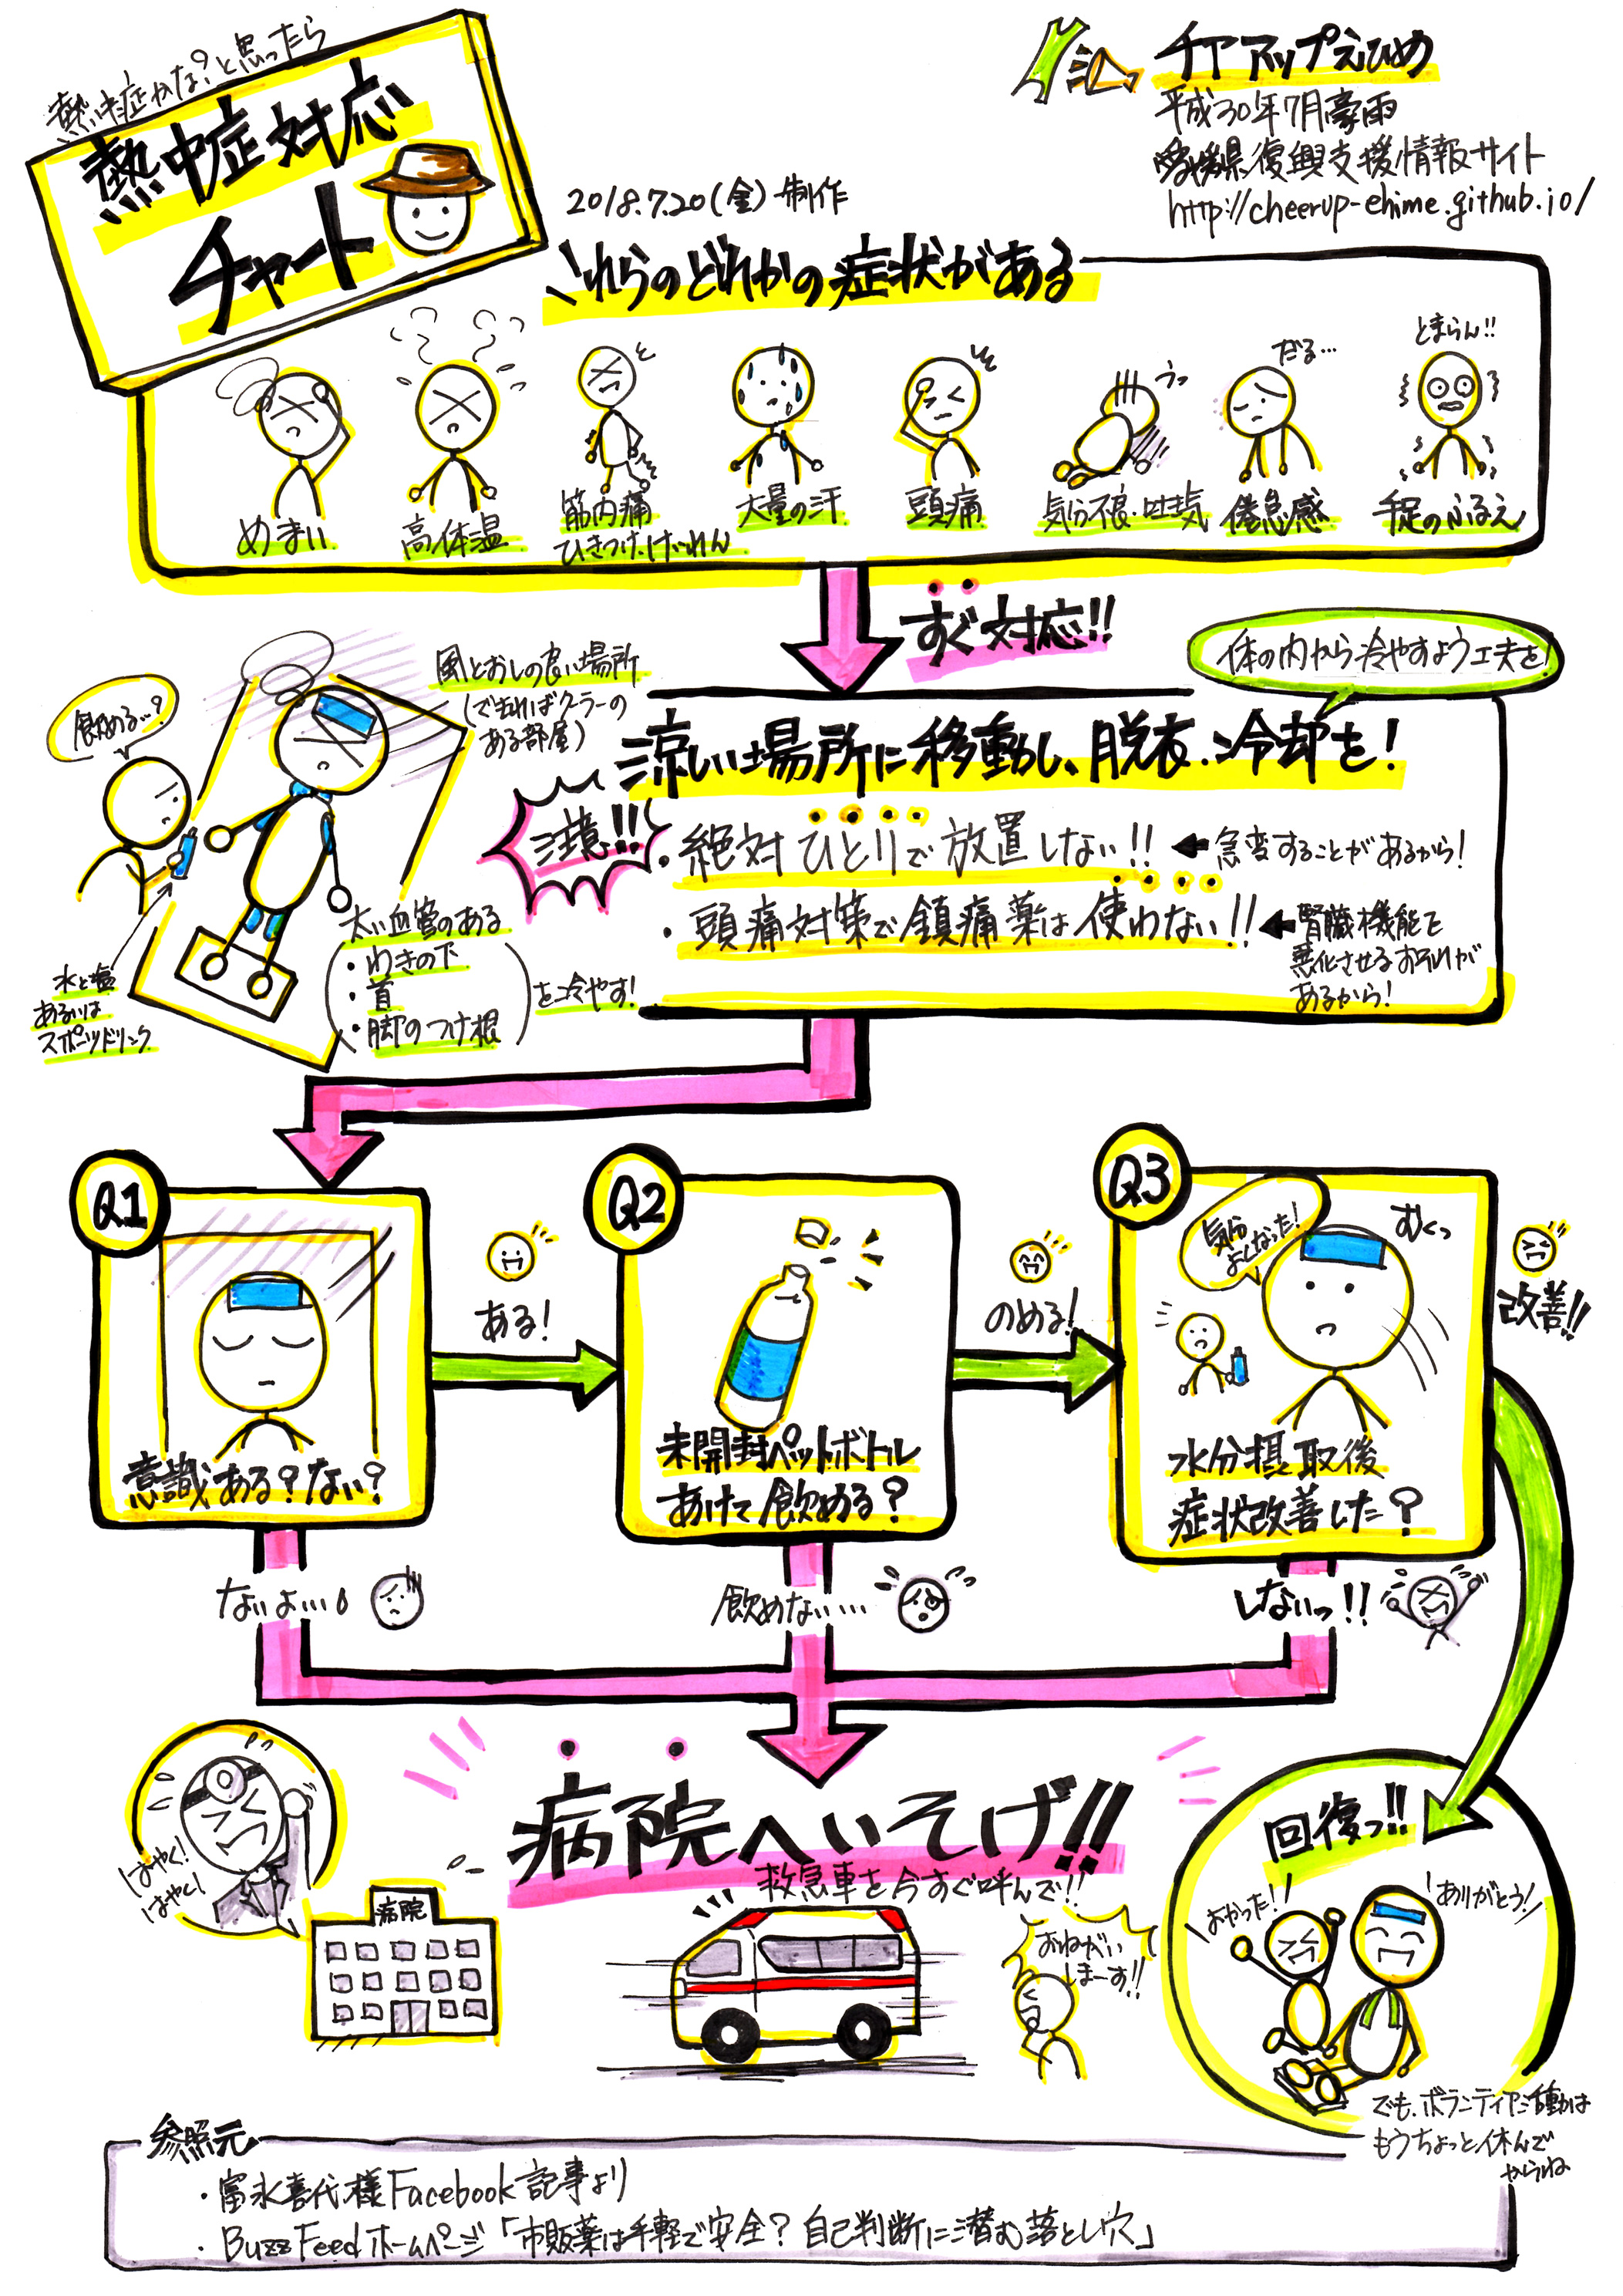 熱中症かな?と思ったら
熱中症対応
チャート
チアアップえひめ
平成30年7月豪雨
愛媛県復興支援情報サイト
http://cheerup-ehime.github.io/
2018.7.20(金)制作
これらのどれかの症状がある
とまらん!!
だる…
うっ
めまい
高体温
筋肉痛
ひきつけ、けいれん
大量の汗
頭痛
気分不良・吐き気
倦怠感
手足のふるえ
すぐ対応!!
体の内から冷やすよう工夫を!
風とおしの良い場所
(できればクーラーの
ある部屋)
飲める…?
涼しい場所に移動し、脱衣・冷却を!
注意!!
・絶対ひとりで放置しない!!
急変することがあるから!
・頭痛対策で鎮痛薬は使わない!!
腎臓機能を
悪化させるおそれが
あるから!
太い血管のある
・わきの下
・首
・脚のつけ根
を冷やす!
水と塩
あるいは
スポーツドリンク
Q1
意識ある?ない?
ある!
Q2
未開封ペットボトル
あけて飲める?
のめる!
Q3
気分
よくなった!
むくっ
水分摂取後
症状改善した?
改善!!
ないよ…
飲めない…
しないっ!!
病院へいそげ!!
救急車を今すぐ呼んで!!
はやく!
はやく!
病院
おねがい
しまーす!!
回復っ!!
よかった!
ありがとう!
でも、ボランティア活動は
もうちょっと休んで
からね
参照元
・富永喜代様Facebook記事より
・BuzzFeedホームページ「市販薬は手軽で安全?自己判断に潜む落とし穴」